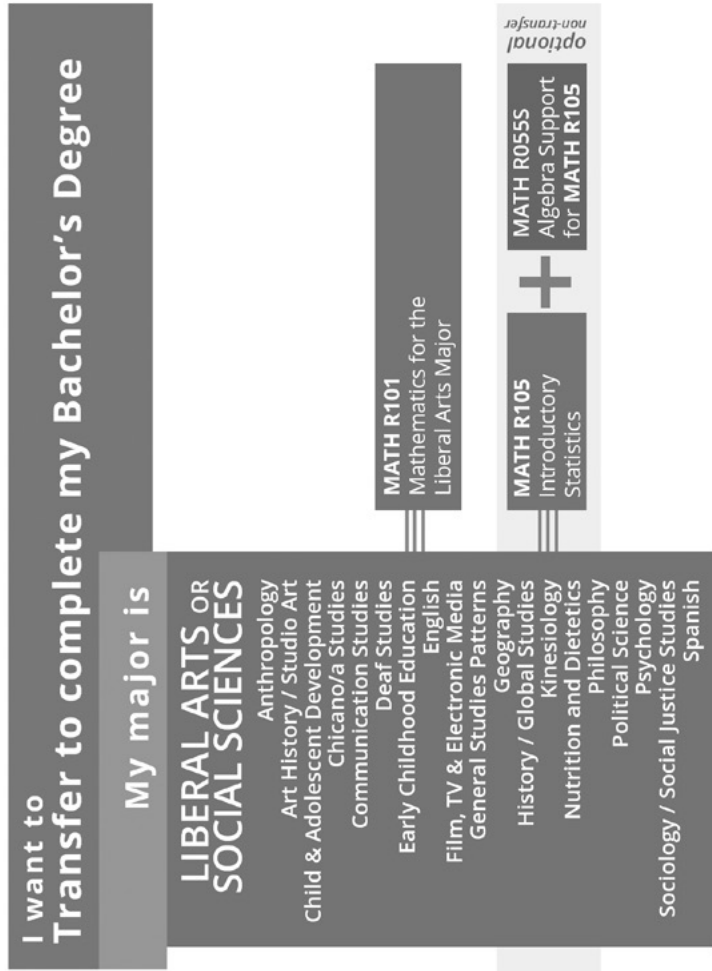 I want to
Transfer to complete my Bachelor's Degree
My major is
LIBERAL ARTS OR
SOCIAL SCIENCES
Anthropology
Art History / Studio Art
Child & Adolescent Development
Chicano/a Studies
Communication Studies
Deaf Studies
Early Childhood Education
English
Film, TV & Electronic Media
General Studies Patterns
Geography
History / Global Studies
Kinesiology
Nutrition and DIetetics
Philosophy
Political Science
Psychology
Sociology / Social Justice Studies
Spanish
MATH R101
Mathematics for the
Liberal Arts Major
MATH R105
Introductory
Statistics
+
MATH R055S
Algebra Support
for MATH R105
optional
non-transfer